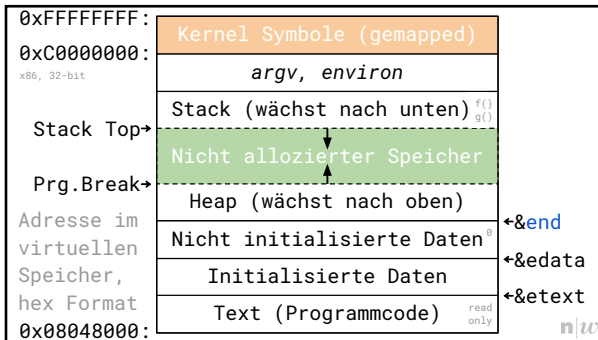 0xFFFFFFFF:
Kernel Symbole (gemapped)
0xC0000000:
x86, 32-bit
argv, environ
Stack (wächst nach unten) f()
g()
Stack Top
Nicht allozierter Speicher
Prg.Break
Heap (wächst nach oben)
&end
Nicht initialisierte Daten 0
&edata
Initialisierte Daten
&etext
Text (Programmcode) read
only
Adresse im
virtuellen
Speicher,
hex Format
0x08048000:
n|w